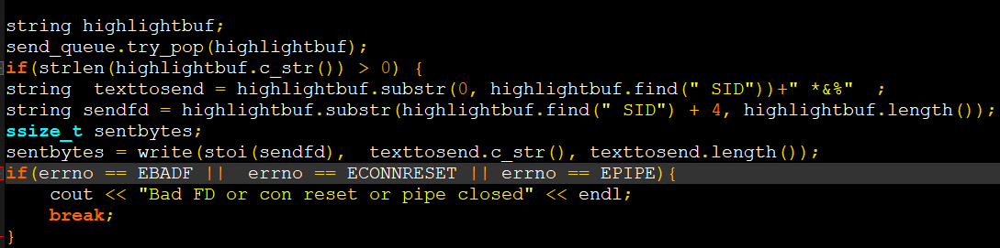 string highlightbuf;
send_queue.try_pop(highlightbuf);
if(strlen(highlightbuf.c_str()) > 0) {
string  texttosend = highlightbuf.substr(0, highlightbuf.find(" SID"))+" *&%"  ;
string sendfd = highlightbuf.substr(highlightbuf.find(" SID") + 4, highlightbuf.length());
ssize_t sentbytes;
sentbytes = write(stoi(sendfd),  texttosend.c_str(), texttosend.length());
if(errno == EBADF ||  errno == ECONNRESET || errno == EPIPE){
    cout << "Bad FD or con reset or pipe closed" << endl;
    break;
}